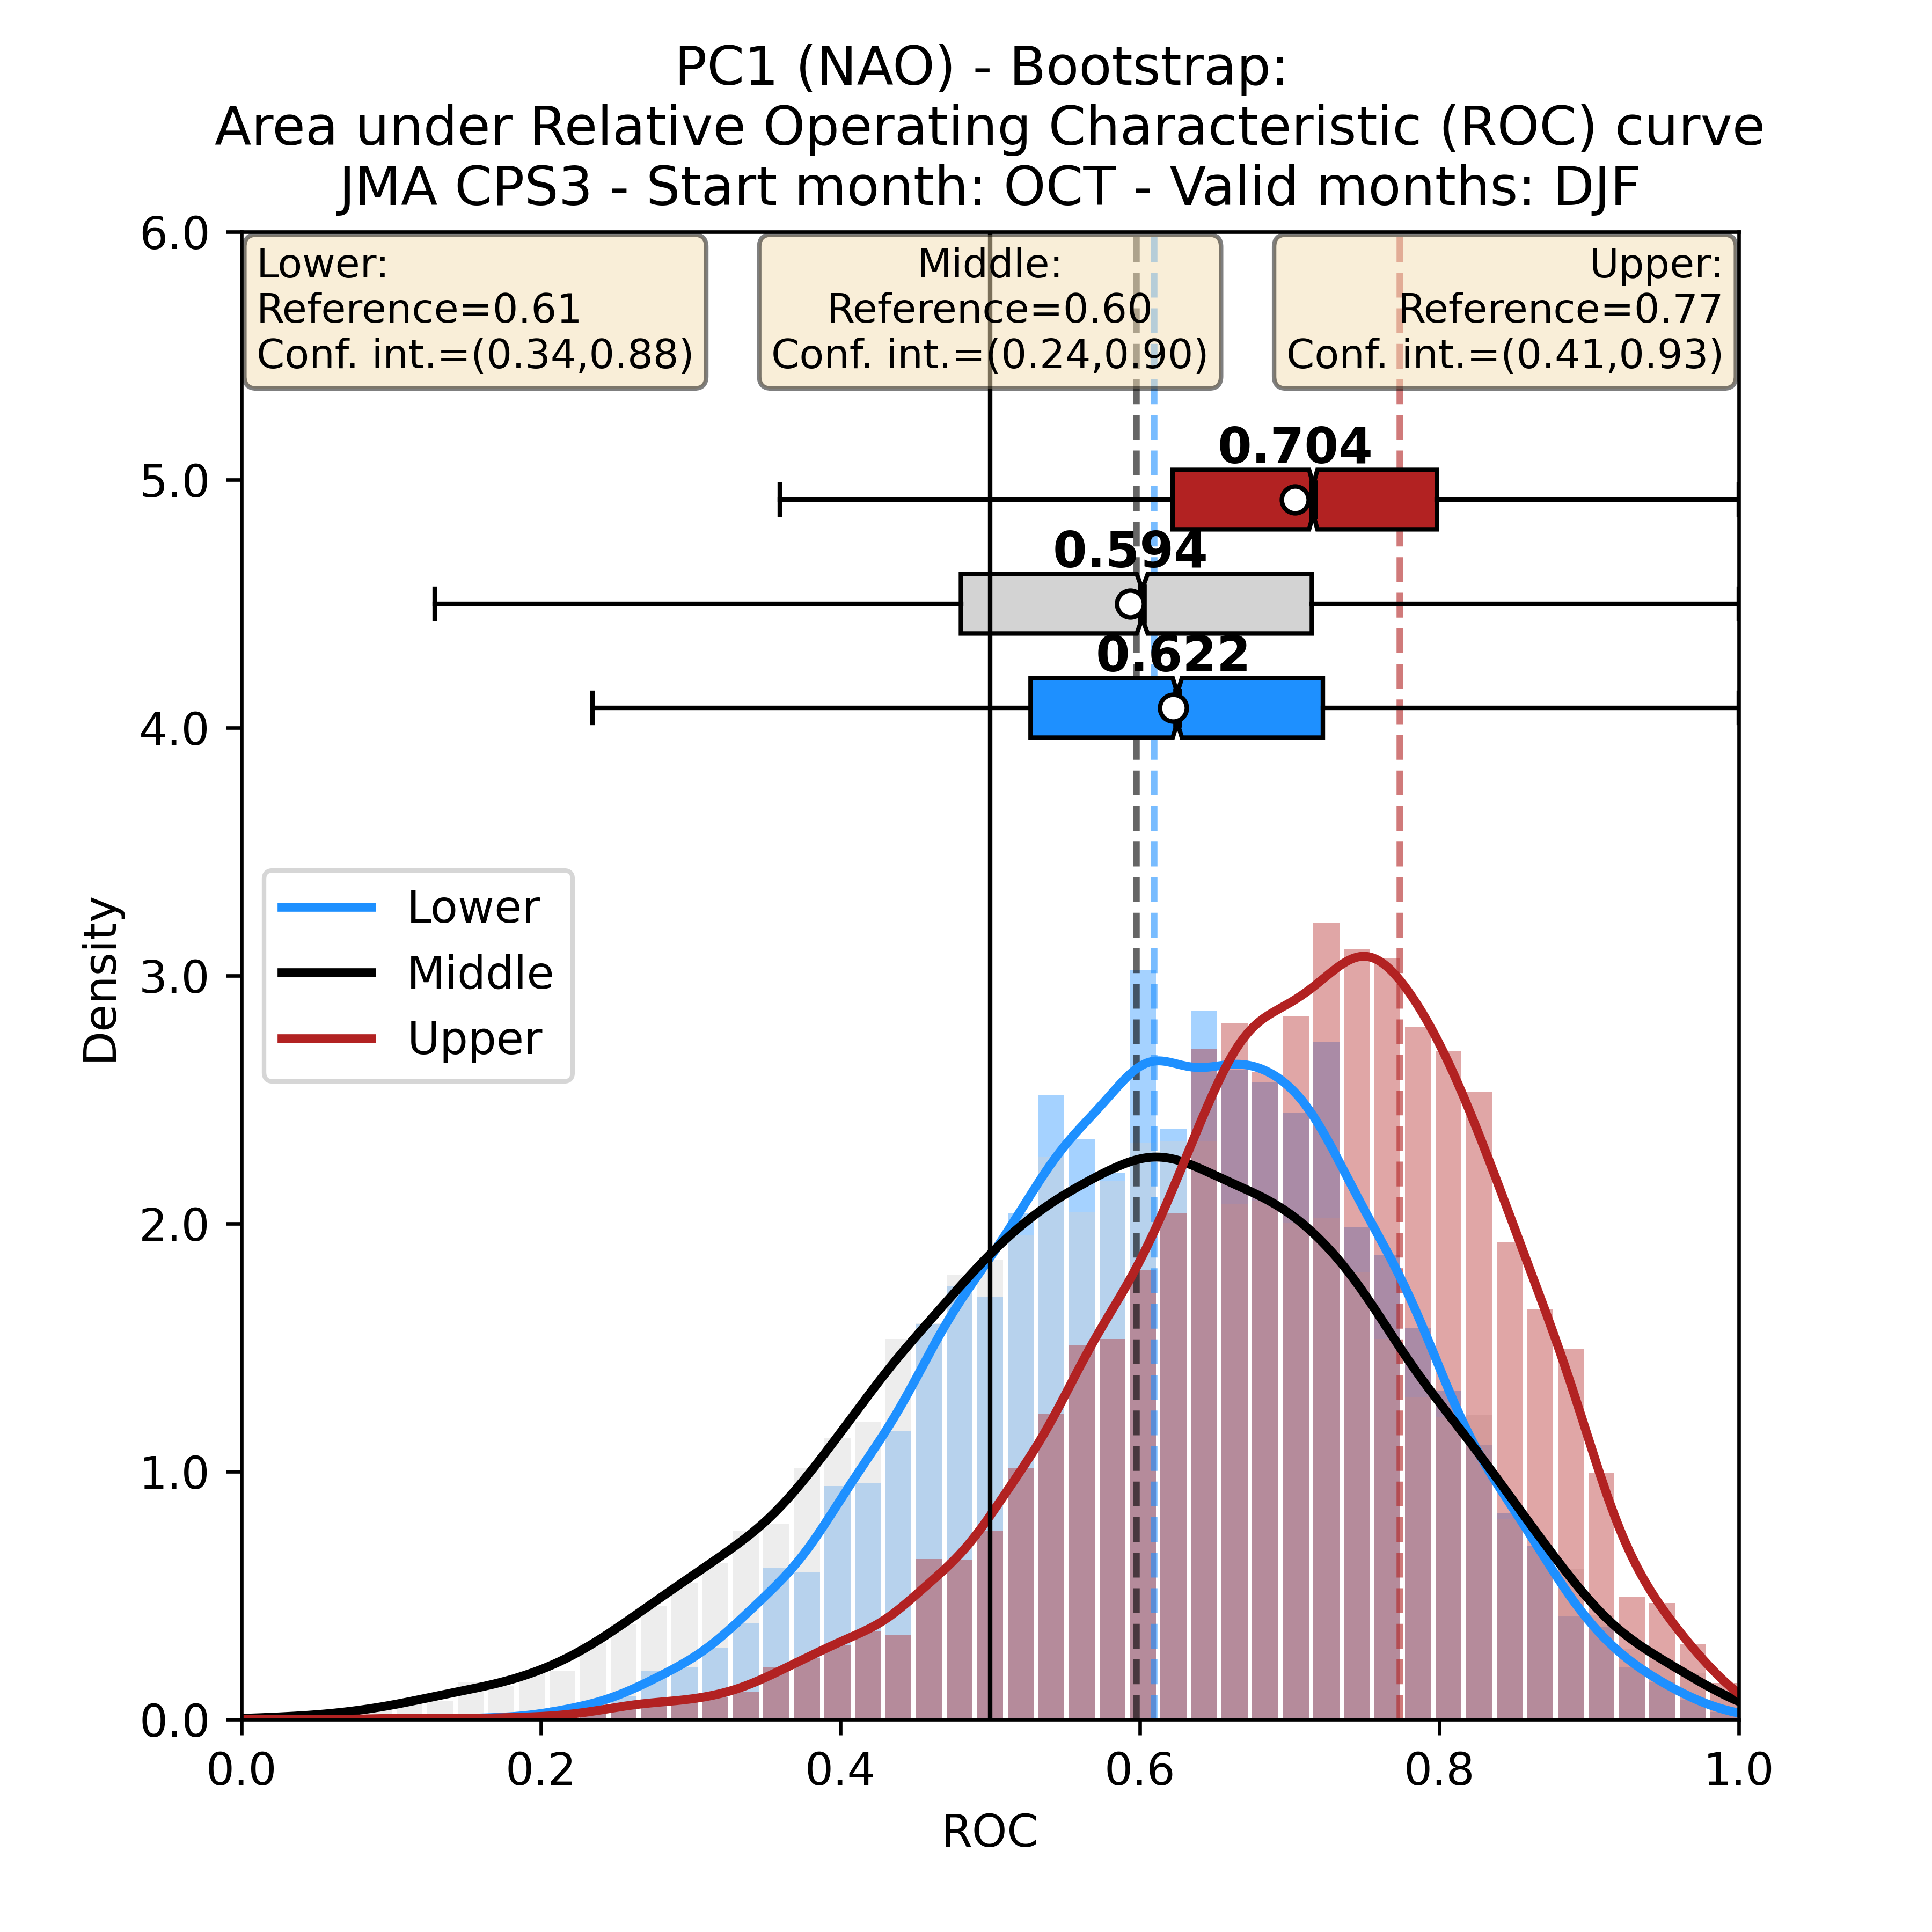 PC1 (NAO) - Bootstrap:
Area under Relative Operating Characteristic (ROC) curve
JMA CPS3 - Start month: OCT - Valid months: DJF
Lower:
Reference=0.61
Conf. int.=(0.34,0.88)
Middle:
Reference=0.60
Conf. int.=(0.24,0.90)
Upper:
Reference=0.77
Conf. int.=(0.41,0.93)
0.704
0.594
0.622
Lower
Middle
Upper
Density
6.0
5.0
4.0
3.0
2.0
1.0
0.0
0.0 0.2 0.4 0.6 0.8 1.0
ROC